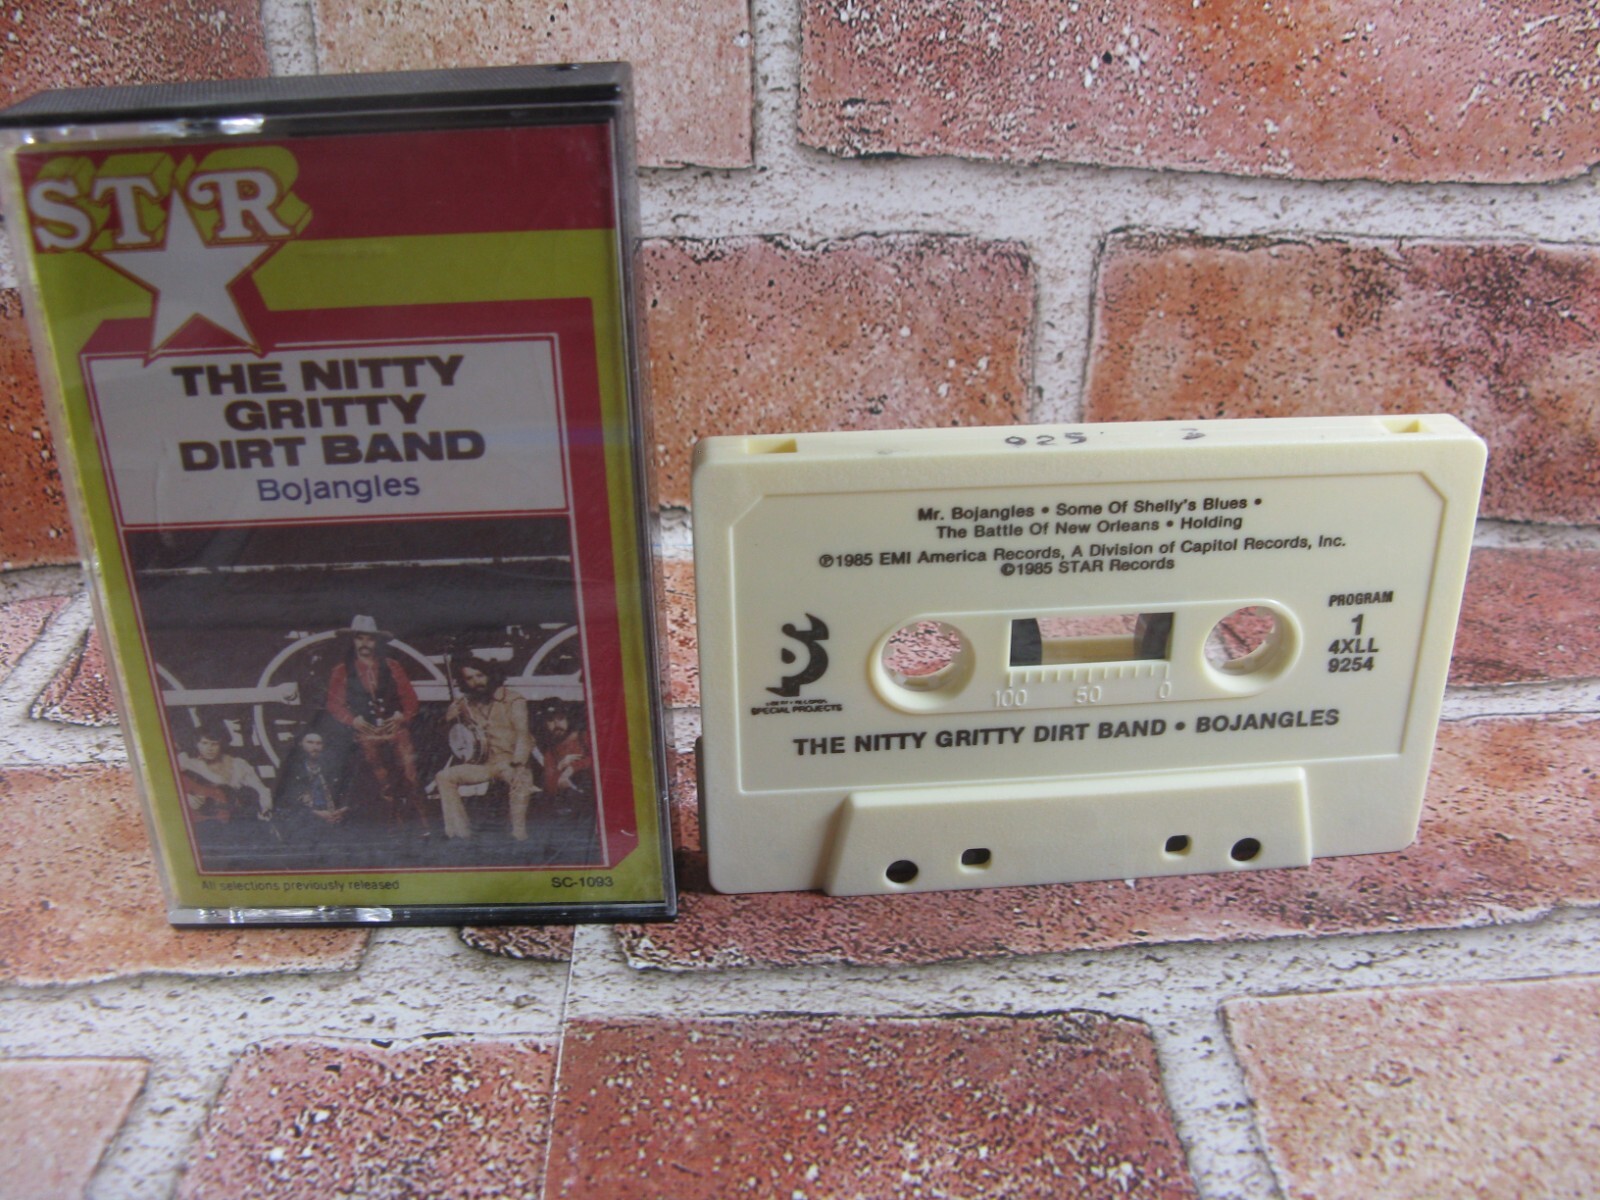 STAR
THE NITTY
GRITTY
DIRT BAND
Bojangles
All selections previously released
SC-1093
925
Mr. Bojangles • Some Of Shelly's Blues •
The Battle Of New Orleans • Holding
℗1985 EMI America Records, A Division of Capitol Records, Inc.
©1985 STAR Records
PROGRAM
1
4XLL
9254
100 50 0
SPECIAL PROJECTS
THE NITTY GRITTY DIRT BAND • BOJANGLES